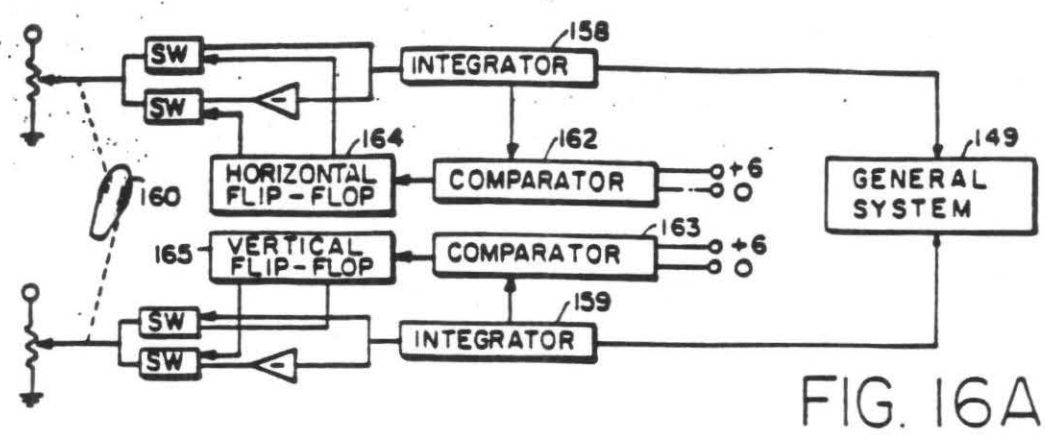 158
SW
INTEGRATOR
SW
164
162
149
HORIZONTAL
FLIP-FLOP
COMPARATOR
+6
0
GENERAL
SYSTEM
160
163
165
VERTICAL
FLIP-FLOP
COMPARATOR
+6
0
159
SW
INTEGRATOR
SW
FIG. 16A